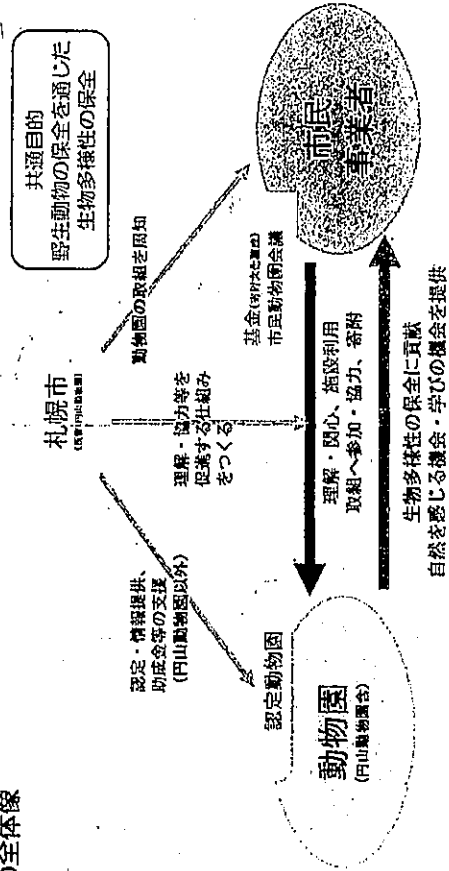 全体像
共通目的
野生動物の保全を通じた
生物多様性の保全
札幌市
認定・情報提供、
助成金等の支援
(円山動物園以外)
理解・協力等を
促進する仕組み
をつくる
動物園の取組を周知
認定動物園
動物園
(円山動物園含)
基金
市民動物園会議
市民
事業者
理解・関心、施設利用
取組へ参加・協力、寄附
生物多様性の保全に貢献
自然を感じる機会・学びの機会を提供